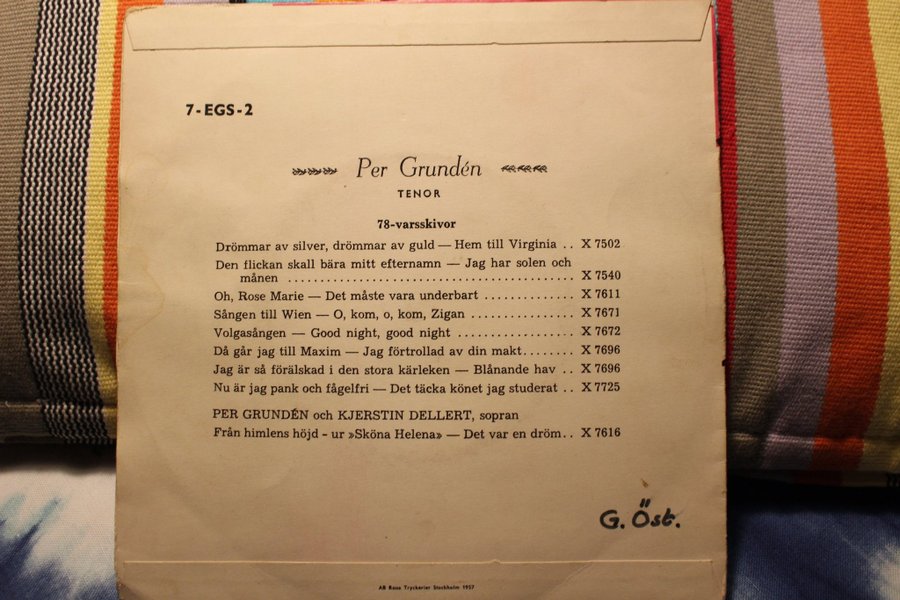 7-EGS-2
Per Grundén
TENOR
78-varsskivor
Drömmar av silver, drömmar av guld — Hem till Virginia .. X 7502
Den flickan skall bära mitt efternamn — Jag har solen och
månen ........................................ X 7540
Oh, Rose Marie — Det måste vara underbart ............ X 7611
Sången till Wien — O, kom, o, kom, Zigan .............. X 7671
Volgasången — Good night, good night ................ X 7672
Då går jag till Maxim — Jag förtrollad av din makt........ X 7696
Jag är så förälskad i den stora kärleken — Blånande hav .. X 7696
Nu är jag pank och fågelfri — Det täcka könet jag studerat .. X 7725
PER GRUNDÉN och KJERSTIN DELLERT, sopran
Från himlens höjd - ur »Sköna Helena» — Det var en dröm.. X 7616
G. Öst.
AB Rosa Tryckerier Stockholm 1957